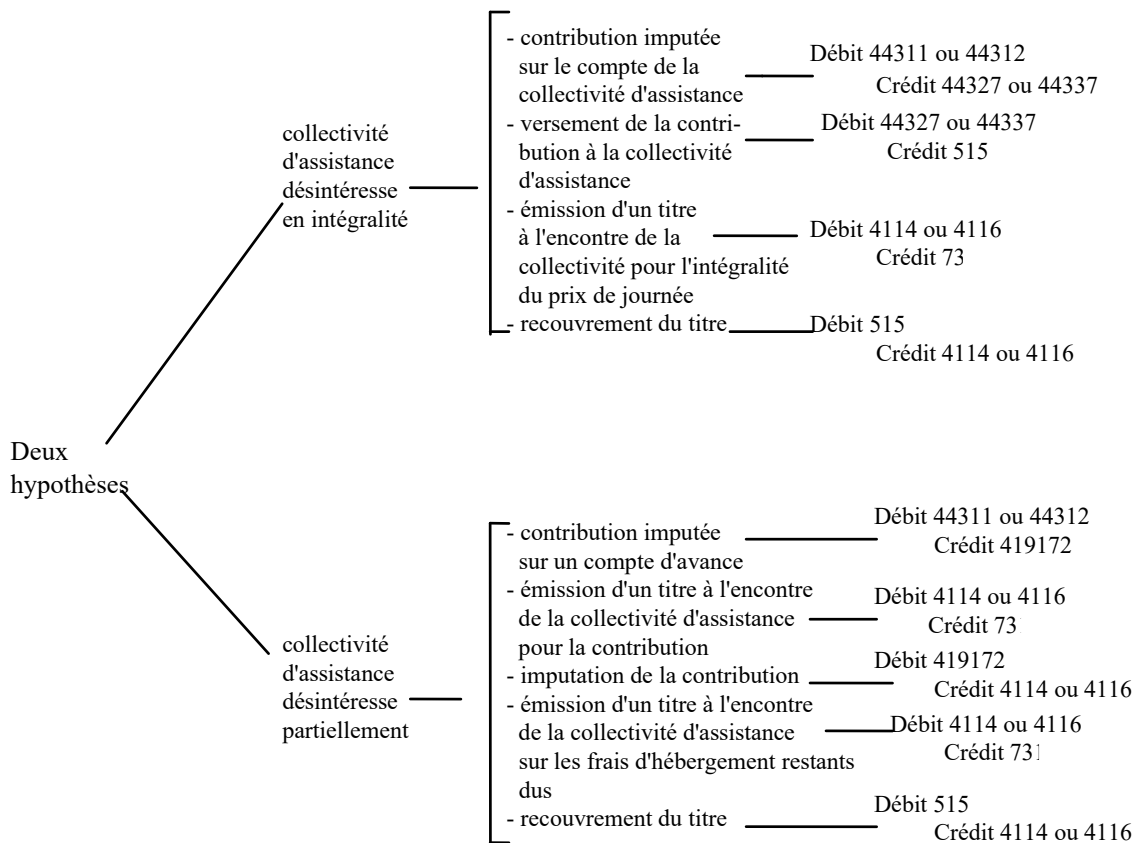 - contribution imputée
sur le compte de la
collectivité d'assistance
Débit 44311 ou 44312
Crédit 44327 ou 44337
- versement de la contri-
bution à la collectivité
d'assistance
Débit 44327 ou 44337
Crédit 515
collectivité
d'assistance
désintéresse
en intégralité
- émission d'un titre
à l'encontre de la
collectivité pour l'intégralité
du prix de journée
Débit 4114 ou 4116
Crédit 73
- recouvrement du titre
Débit 515
Crédit 4114 ou 4116
Deux
hypothèses
- contribution imputée
sur un compte d'avance
Débit 44311 ou 44312
Crédit 419172
- émission d'un titre à l'encontre
de la collectivité d'assistance
pour la contribution
Débit 4114 ou 4116
Crédit 73
collectivité
d'assistance
désintéresse
partiellement
- imputation de la contribution
Débit 419172
Crédit 4114 ou 4116
- émission d'un titre à l'encontre
de la collectivité d'assistance
sur les frais d'hébergement restants
dus
Débit 4114 ou 4116
Crédit 731
- recouvrement du titre
Débit 515
Crédit 4114 ou 4116